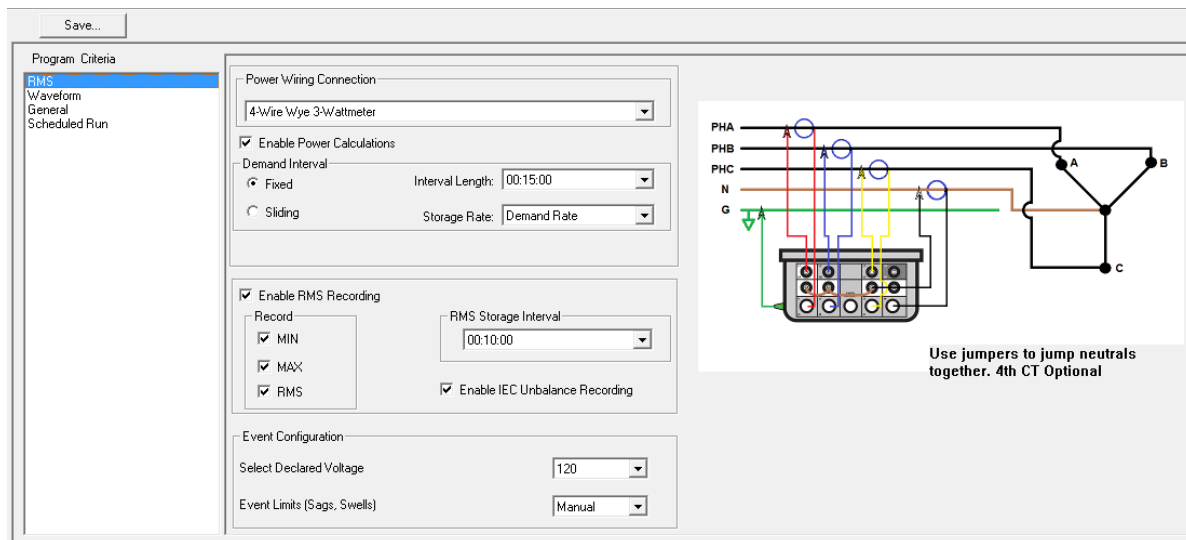 Save...
Program Criteria
RMS
Waveform
General
Scheduled Run
Power Wiring Connection
4-Wire Wye 3-Wattmeter
Enable Power Calculations
Demand Interval
Fixed
Interval Length: 00:15:00
Sliding
Storage Rate: Demand Rate
Enable RMS Recording
Record
MIN
MAX
RMS
RMS Storage Interval
00:10:00
Enable IEC Unbalance Recording
Event Configuration
Select Declared Voltage 120
Event Limits (Sags, Swells) Manual
PHA
PHB
PHC
N
G
A
B
C
Use jumpers to jump neutrals
together. 4th CT Optional